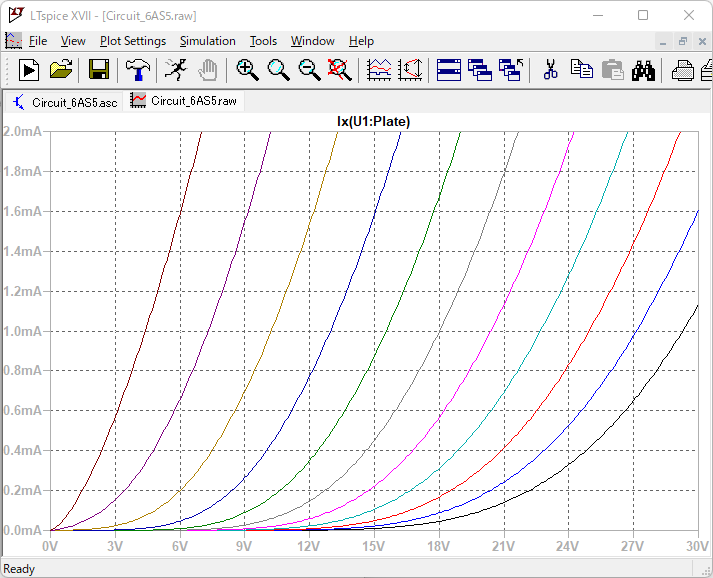 LTspice XVII - [Circuit_6AS5.raw]
File View Plot Settings Simulation Tools Window Help
Circuit_6AS5.asc Circuit_6AS5.raw
Ix(U1:Plate)
2.0mA
1.8mA
1.6mA
1.4mA
1.2mA
1.0mA
0.8mA
0.6mA
0.4mA
0.2mA
0.0mA
0V 3V 6V 9V 12V 15V 18V 21V 24V 27V 30V
Ready